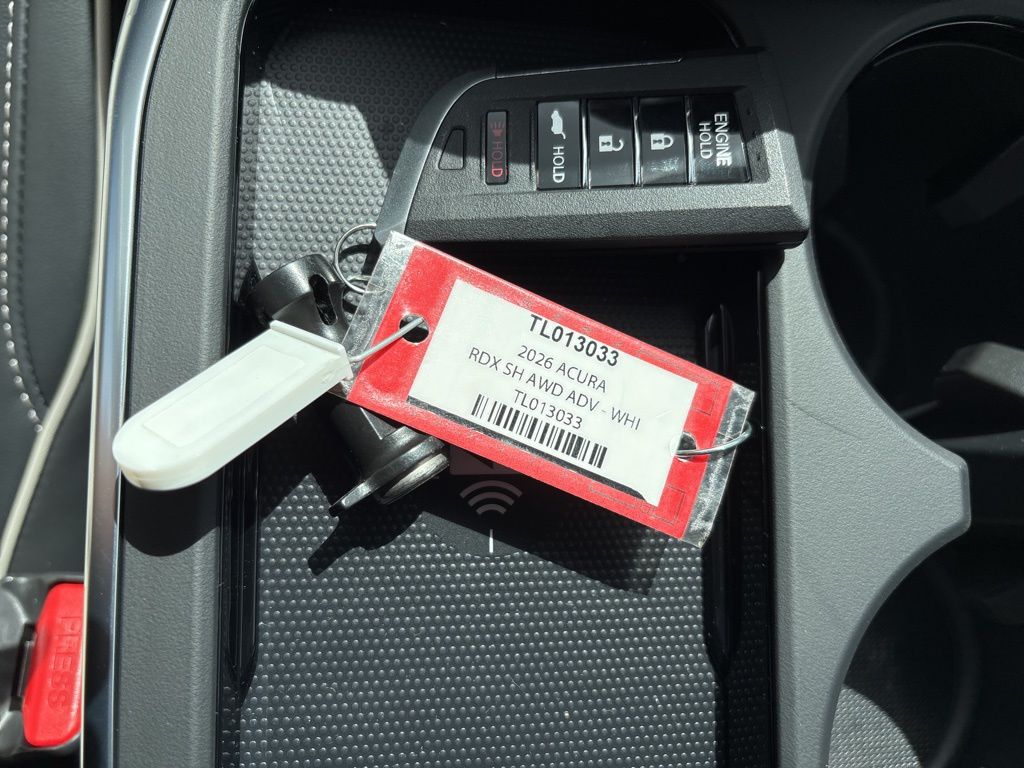 HOLD
HOLD
ENGINE
HOLD
TL013033
2026 ACURA
RDX SH AWD ADV - WHI
TL013033
PRESS